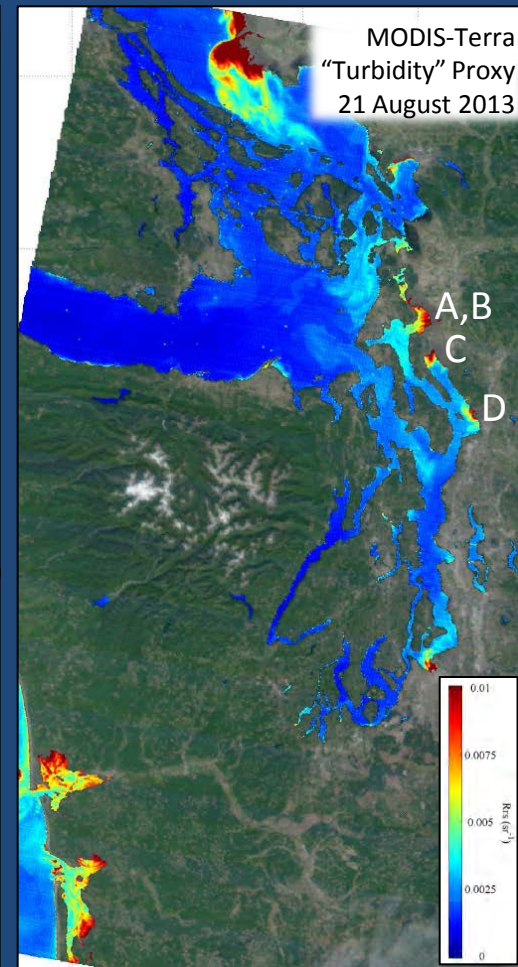 MODIS-Terra
“Turbidity” Proxy
21 August 2013
A,B
C
D
0.01
0.0075
0.005
0.0025
0
Rrs (sr⁻¹)